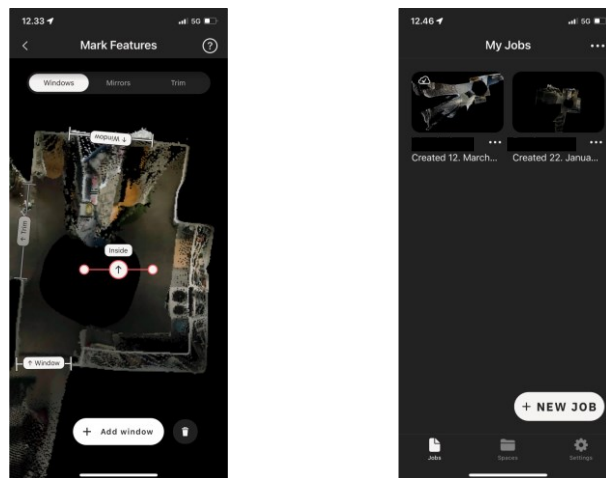 12.33
5G
Mark Features
?
Windows
Mirrors
Trim
Window ↑
↑ Trim
Inside
↑
↑ Window
+ Add window
12.46
5G
My Jobs
...
...
...
Created 12. March...
Created 22. Janua...
+ NEW JOB
Jobs
Spaces
Settings